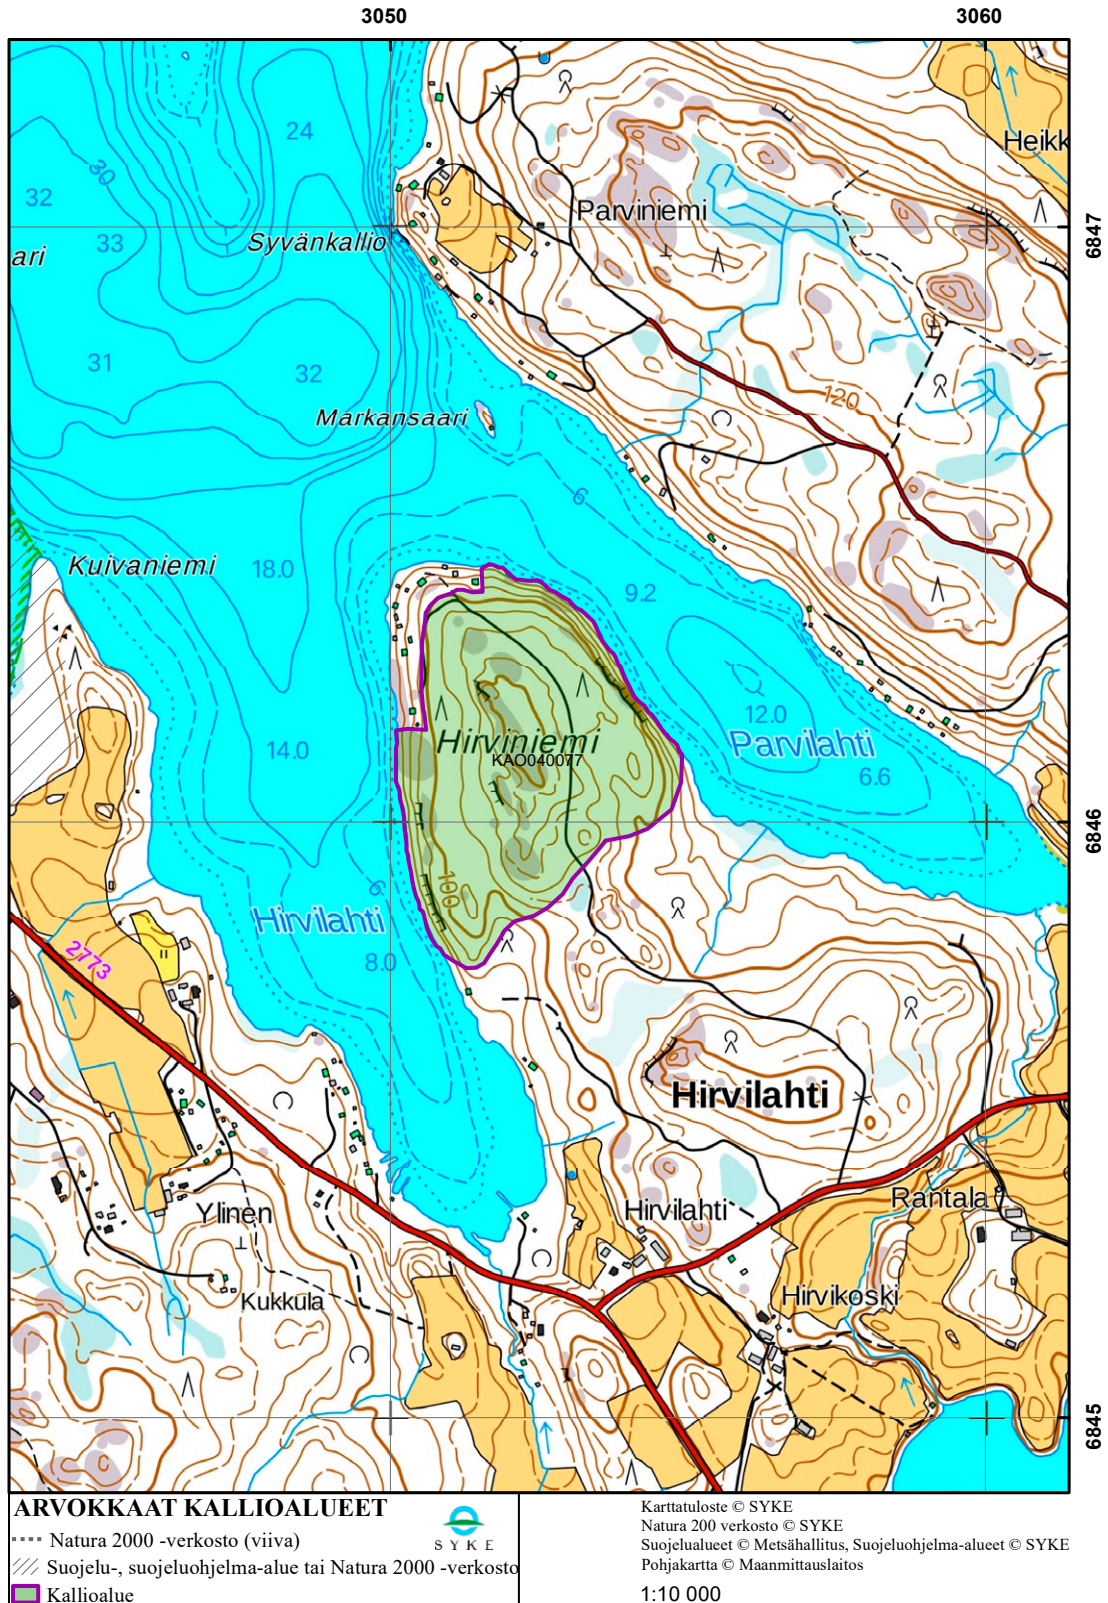 3050
3060
24
30
32
Heikk
Parviniemi
6847
33
Syvänkallio
ari
31
32
120
Markansaari
6
Kuivaniemi
18.0
9.2
12.0
14.0
Hirviniemi
Parvilahti
KAO040077
6.6
6846
100
6
Hirvilahti
2773
8.0
Hirvilahti
Rantala
Ylinen
Hirvilahti
Kukkula
Hirvikoski
6845
ARVOKKAAT KALLIOALUEET
Natura 2000 -verkosto (viiva)
Suojelu-, suojeluohjelma-alue tai Natura 2000 -verkosto
Kallioalue
SYKE
Karttatuloste © SYKE
Natura 200 verkosto © SYKE
Suojelualueet © Metsähallitus, Suojeluohjelma-alueet © SYKE
Pohjakartta © Maanmittauslaitos
1:10 000